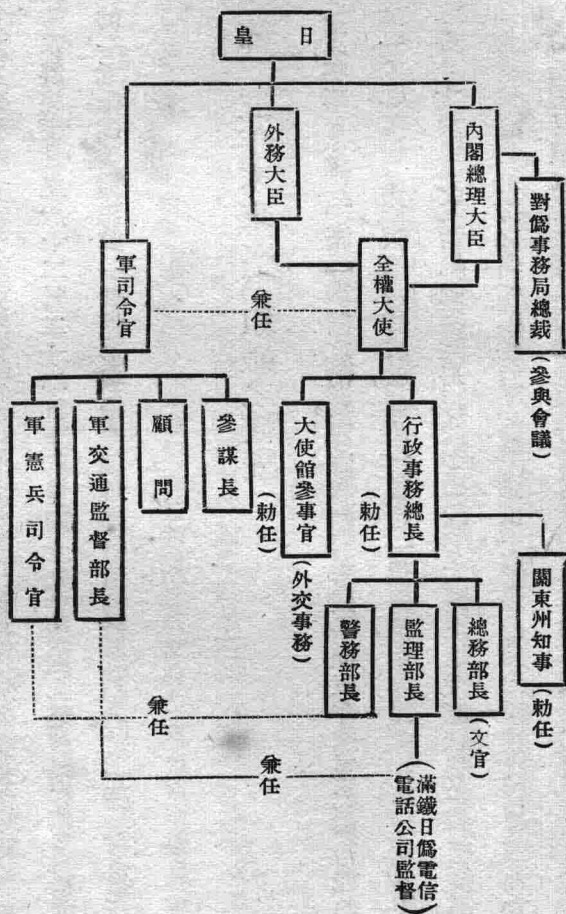 日皇
內閣總理大臣
外務大臣
對僞事務局總裁
(參與會議)
全權大使
兼任
軍司令官
行政事務總長
(勅任)
大使館參事官
(勅任)
(外交事務)
參謀長
顧問
軍交通監督部長
軍憲兵司令官
關東州知事
(勅任)
總務部長
(文官)
監理部長
警務部長
兼任
兼任
(滿鐵日僞電信
電話公司監督)